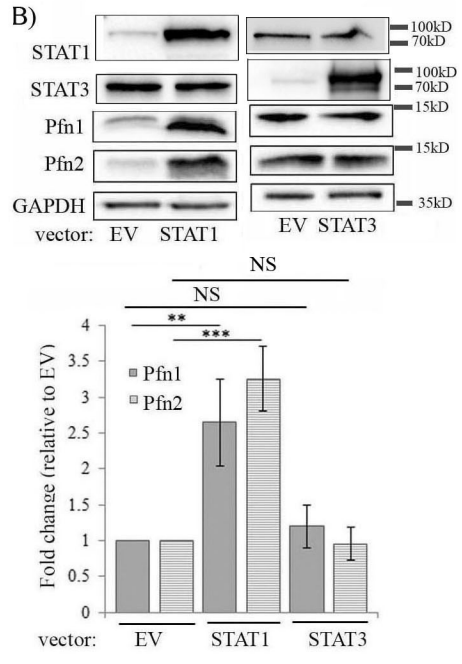 B)
STAT1
100kD
70kD
STAT3
100kD
70kD
Pfn1
15kD
Pfn2
15kD
GAPDH
35kD
vector: EV STAT1
EV STAT3
NS
NS
** ***
Pfn1
Pfn2
Fold change (relative to EV)
4
3.5
3
2.5
2
1.5
1
0.5
0
vector: EV STAT1 STAT3